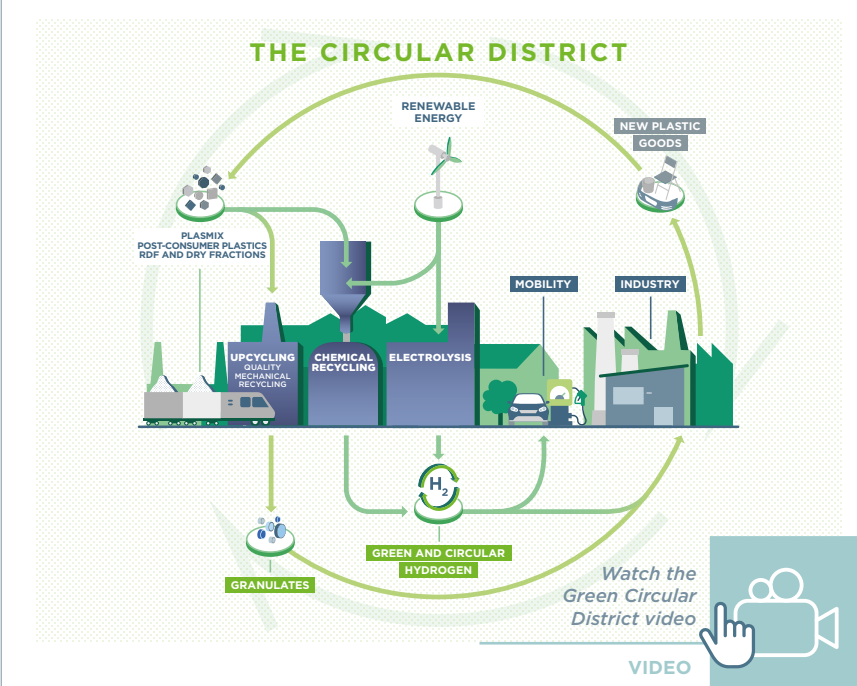 THE CIRCULAR DISTRICT
RENEWABLE
ENERGY
NEW PLASTIC
GOODS
PLASMIX
POST-CONSUMER PLASTICS
RDF AND DRY FRACTIONS
MOBILITY
INDUSTRY
UPCYCLING
QUALITY
MECHANICAL
RECYCLING
CHEMICAL
RECYCLING
ELECTROLYSIS
H2
GREEN AND CIRCULAR
HYDROGEN
GRANULATES
Watch the
Green Circular
District video
VIDEO